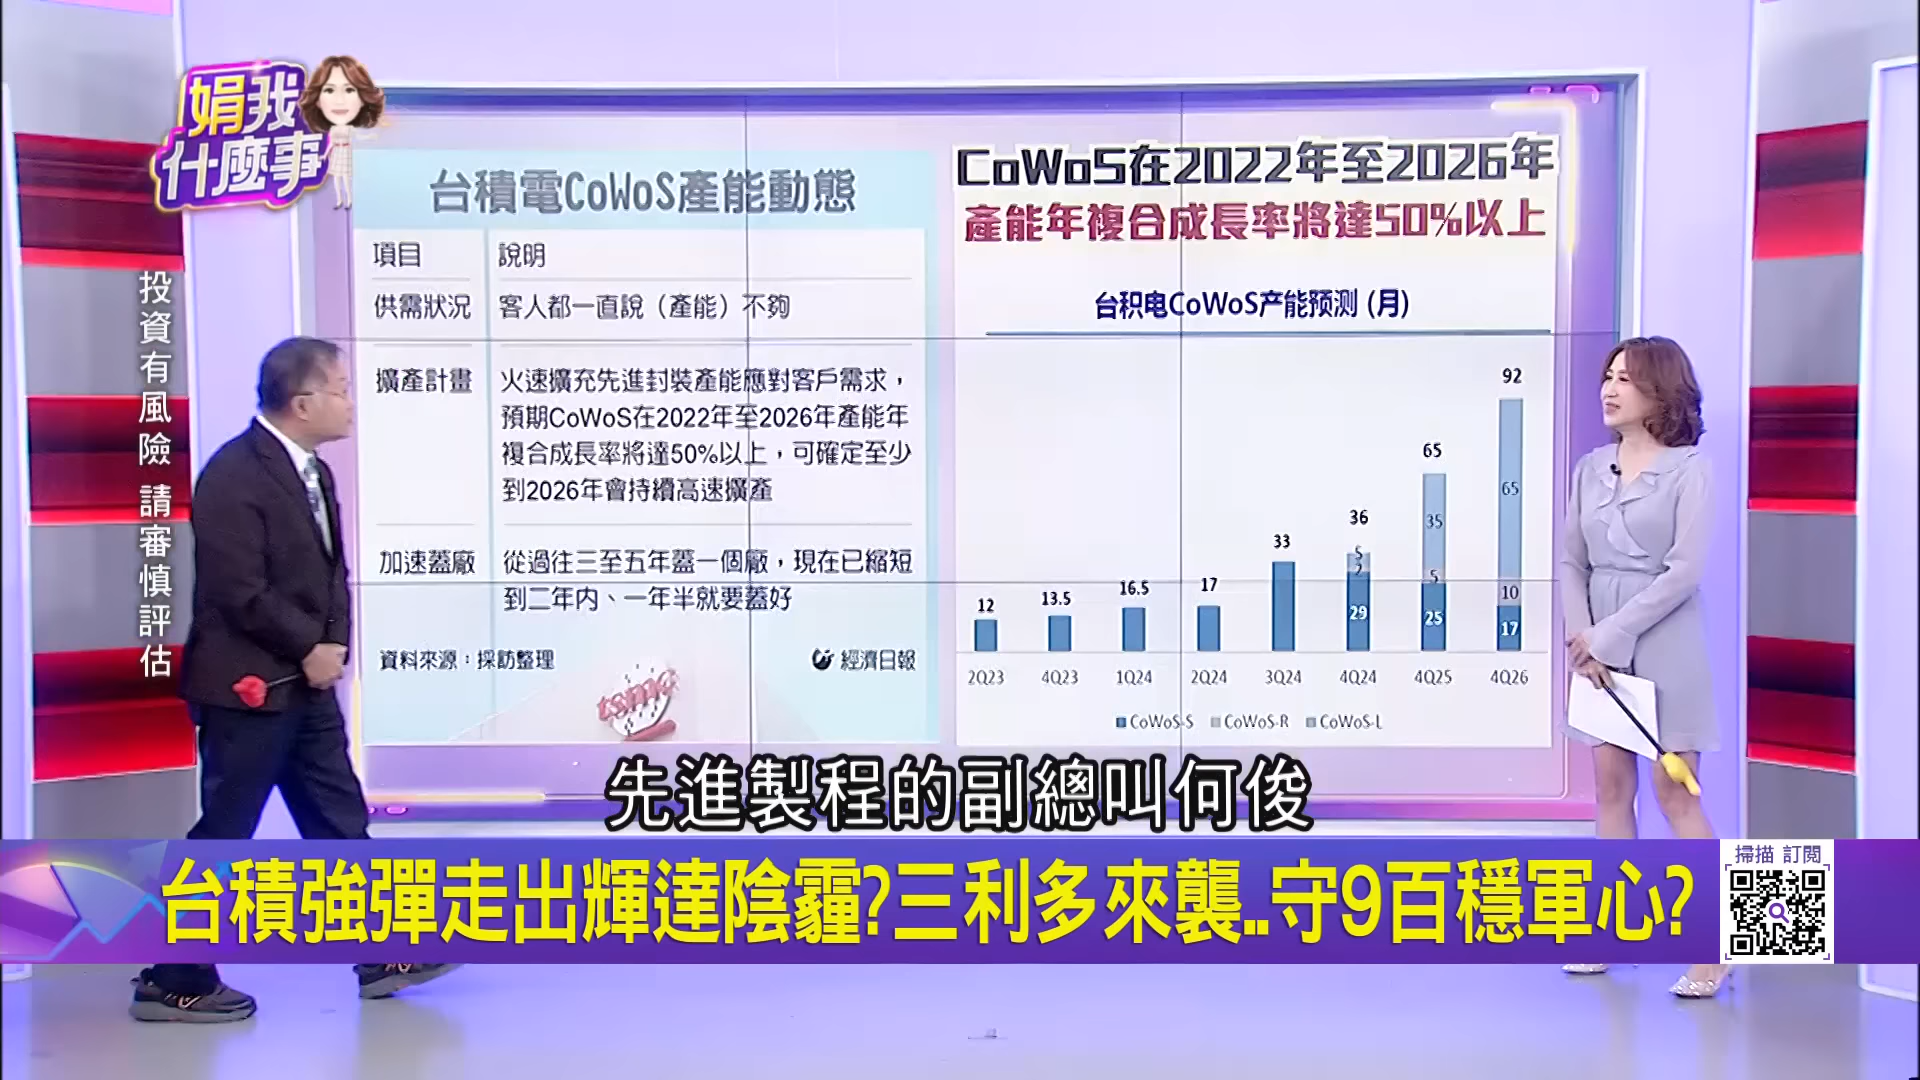 娟我
什麼事
投資有風險 請審慎評估
台積電CoWoS產能動態
項目 說明
供需狀況 客人都一直說（產能）不夠
擴產計畫 火速擴充先進封裝產能應對客戶需求，
預期CoWoS在2022年至2026年產能年
複合成長率將達50%以上，可確定至少
到2026年會持續高速擴產
加速蓋廠 從過往三至五年蓋一個廠，現在已縮短
到二年內、一年半就要蓋好
資料來源：採訪整理 經濟日報
tsmc
CoWoS在2022年至2026年
產能年複合成長率將達50%以上
台积电CoWoS产能预测 (月)
92
65
65
36
35
33
5
2
5
10
12 13.5 16.5 17
29 25 17
2Q23 4Q23 1Q24 2Q24 3Q24 4Q24 4Q25 4Q26
CoWoS-S CoWoS-R CoWoS-L
先進製程的副總叫何俊
台積強彈走出輝達陰霾?三利多來襲..守9百穩軍心?
掃描 訂閱